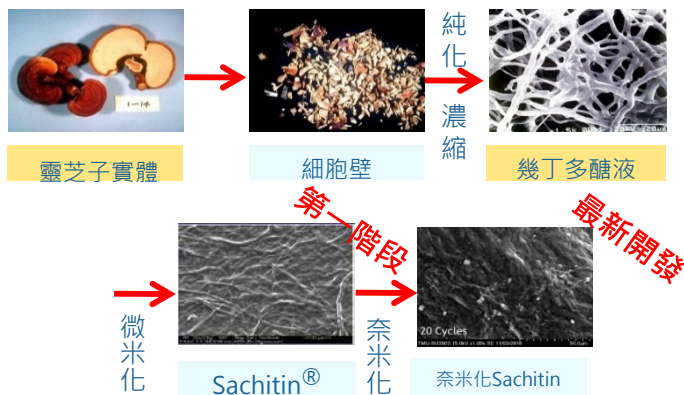 純化
濃縮
1-14
靈芝子實體
細胞壁
幾丁多醣液
第一階段
最新開發
微米化
Sachitin®
奈米化
20 Cycles
奈米化Sachitin